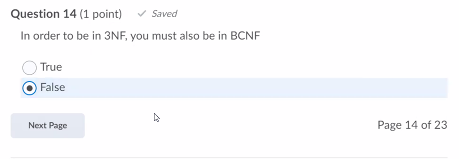 Question 14 (1 point) ✓ Saved
In order to be in 3NF, you must also be in BCNF
True
False
Next Page Page 14 of 23